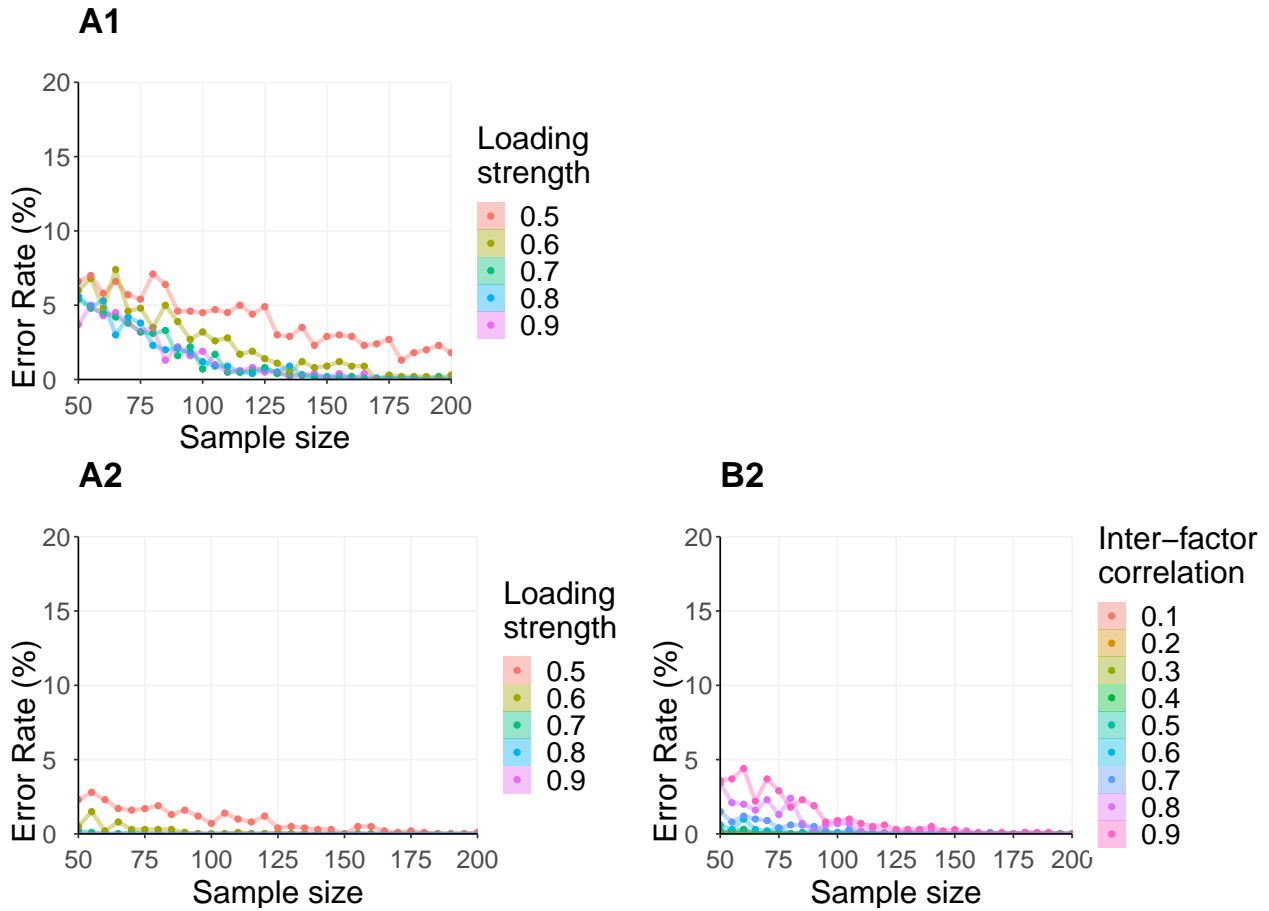 A1
20
15
10
5
0
Error Rate (%)
50 75 100 125 150 175 200
Sample size
Loading
strength
0.5
0.6
0.7
0.8
0.9
A2
20
15
10
5
0
Error Rate (%)
50 75 100 125 150 175 200
Sample size
Loading
strength
0.5
0.6
0.7
0.8
0.9
B2
20
15
10
5
0
Error Rate (%)
50 75 100 125 150 175 200
Sample size
Inter−factor
correlation
0.1
0.2
0.3
0.4
0.5
0.6
0.7
0.8
0.9